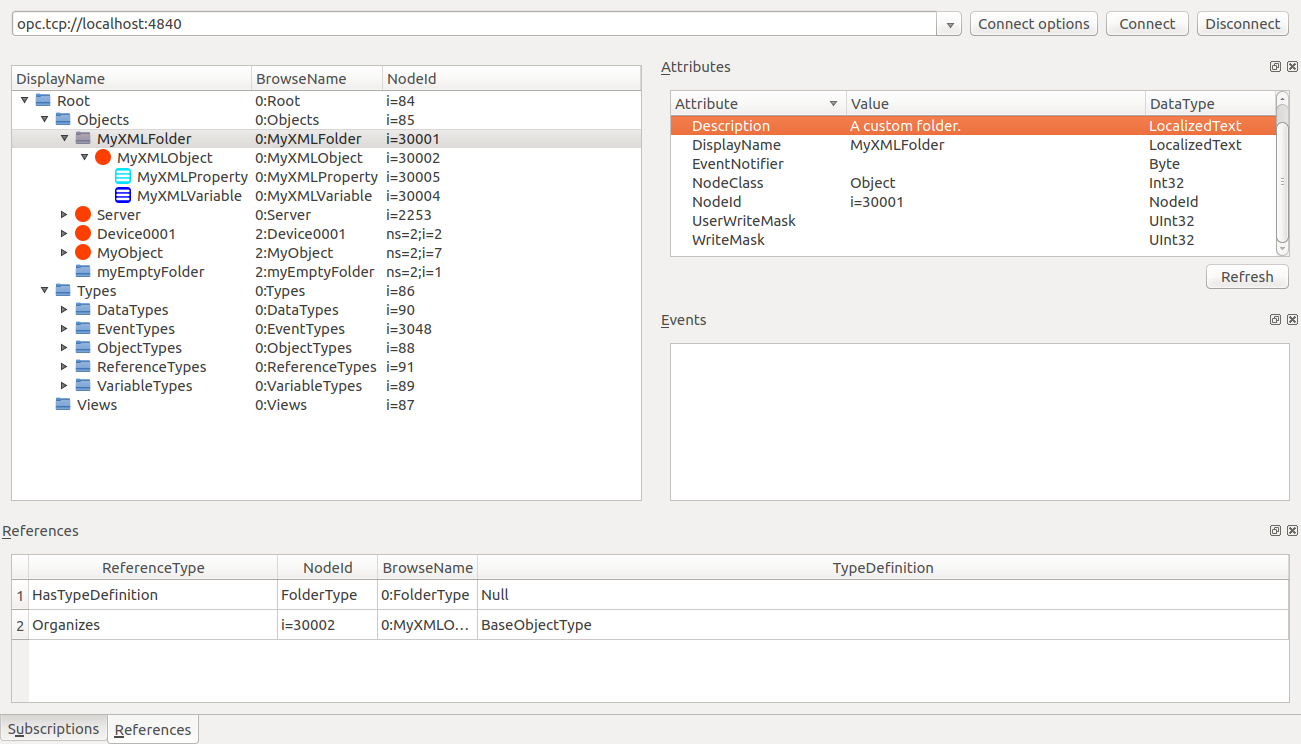 opc.tcp://localhost:4840 Connect options Connect Disconnect
DisplayName BrowseName NodeId
Root 0:Root i=84
Objects 0:Objects i=85
MyXMLFolder 0:MyXMLFolder i=30001
MyXMLObject 0:MyXMLObject i=30002
MyXMLProperty 0:MyXMLProperty i=30005
MyXMLVariable 0:MyXMLVariable i=30004
Server 0:Server i=2253
Device0001 2:Device0001 ns=2;i=2
MyObject 2:MyObject ns=2;i=7
myEmptyFolder 2:myEmptyFolder ns=2;i=1
Types 0:Types i=86
DataTypes 0:DataTypes i=90
EventTypes 0:EventTypes i=3048
ObjectTypes 0:ObjectTypes i=88
ReferenceTypes 0:ReferenceTypes i=91
VariableTypes 0:VariableTypes i=89
Views 0:Views i=87
Attributes
Attribute Value DataType
Description A custom folder. LocalizedText
DisplayName MyXMLFolder LocalizedText
EventNotifier Byte
NodeClass Object Int32
NodeId i=30001 NodeId
UserWriteMask UInt32
WriteMask UInt32
Refresh
Events
References
ReferenceType NodeId BrowseName TypeDefinition
1 HasTypeDefinition FolderType 0:FolderType Null
2 Organizes i=30002 0:MyXMLO... BaseObjectType
Subscriptions References